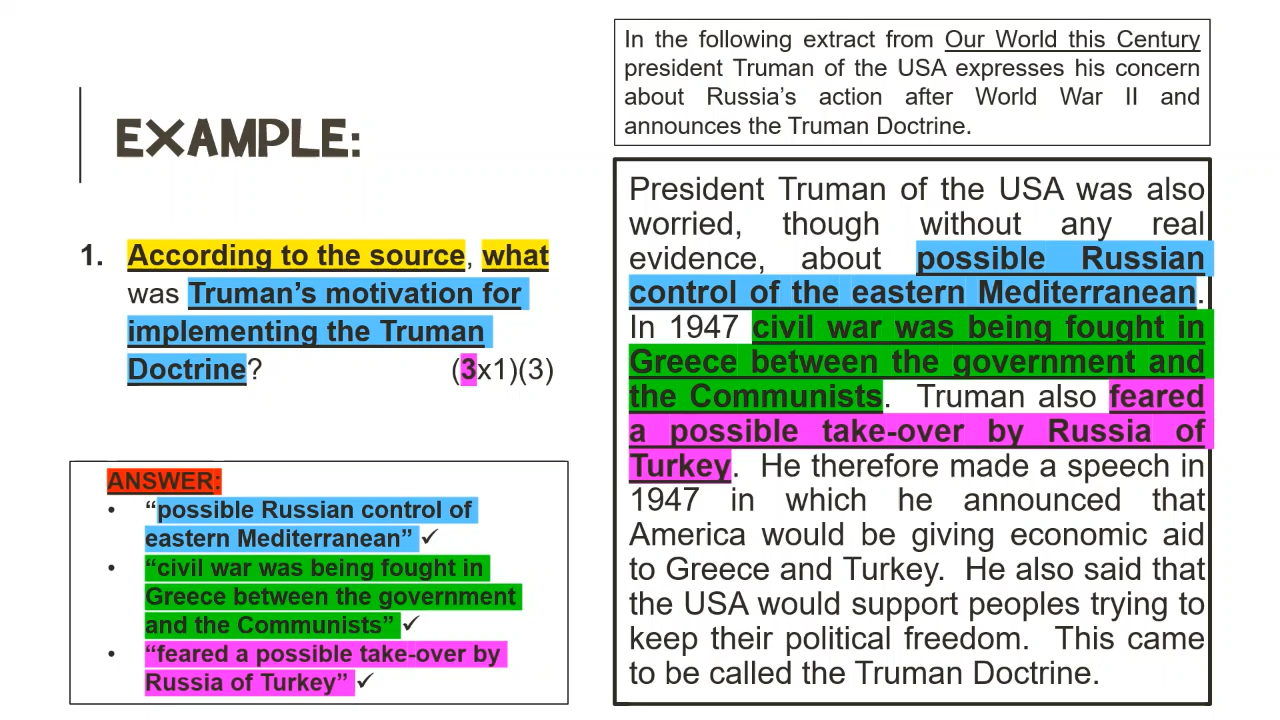 EXAMPLE:
1. According to the source, what
was Truman's motivation for
implementing the Truman
Doctrine? (3x1)(3)
ANSWER:
• “possible Russian control of
eastern Mediterranean” ✓
• “civil war was being fought in
Greece between the government
and the Communists” ✓
• “feared a possible take-over by
Russia of Turkey” ✓
In the following extract from Our World this Century
president Truman of the USA expresses his concern
about Russia's action after World War II and
announces the Truman Doctrine.
President Truman of the USA was also
worried, though without any real
evidence, about possible Russian
control of the eastern Mediterranean.
In 1947 civil war was being fought in
Greece between the government and
the Communists. Truman also feared
a possible take-over by Russia of
Turkey. He therefore made a speech in
1947 in which he announced that
America would be giving economic aid
to Greece and Turkey. He also said that
the USA would support peoples trying to
keep their political freedom. This came
to be called the Truman Doctrine.